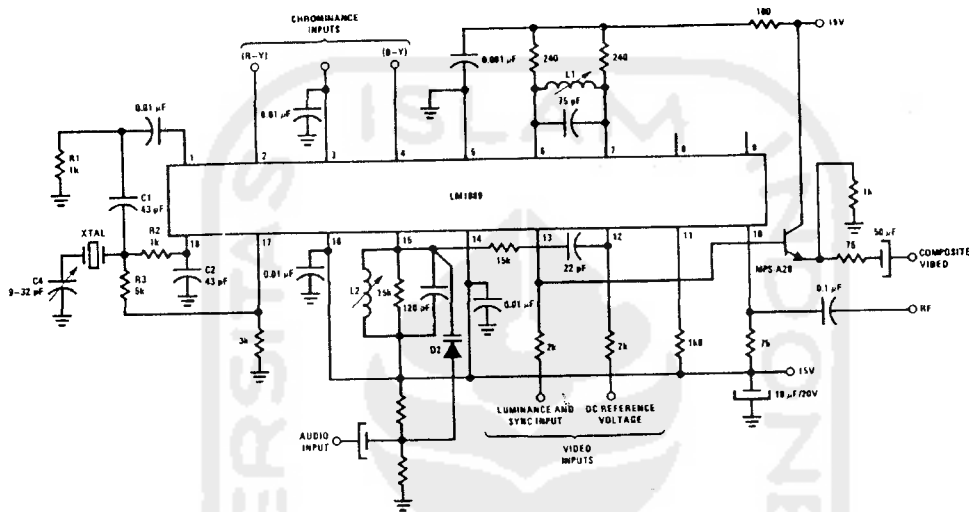 CHROMINANCE
INPUTS
(R-Y)
(B-Y)
180
15V
0.001 µF
240
240
L1
75 pF
0.01 µF
0.01 µF
R1
1k
C1
43 pF
XTAL
R2
1k
C4
9-32 pF
R3
5k
C2
43 pF
3k
1
2
3
4
5
6
7
8
9
LM1889
18
17
16
15
14
13
12
11
10
0.01 µF
L2
15k
120 pF
D2
0.01 µF
15k
22 pF
2k
2k
1k8
75
MPS-A20
1k
75
50 µF
COMPOSITE
VIDEO
0.1 µF
RF
15V
10 µF/20V
AUDIO
INPUT
LUMINANCE AND
SYNC INPUT
DC REFERENCE
VOLTAGE
VIDEO
INPUTS
ISLAM